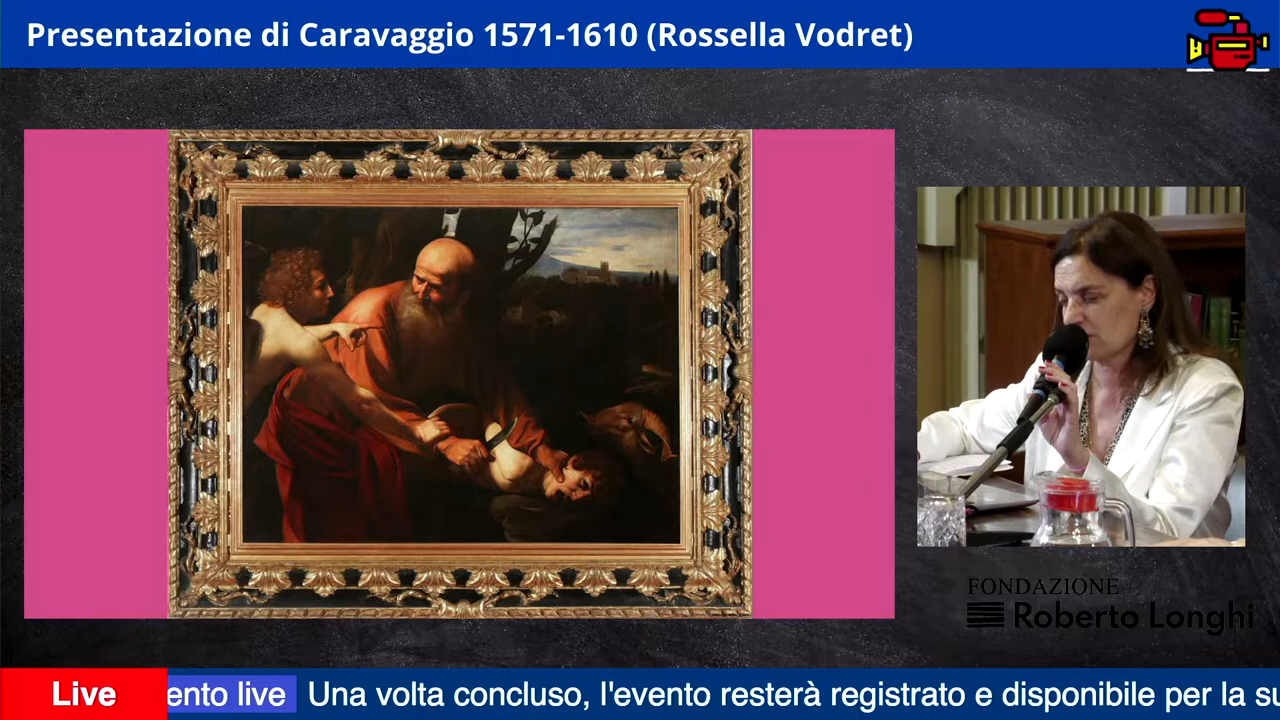 Presentazione di Caravaggio 1571-1610 (Rossella Vodret)
FONDAZIONE
Roberto Longhi
Live
ento live Una volta concluso, l'evento resterà registrato e disponibile per la su